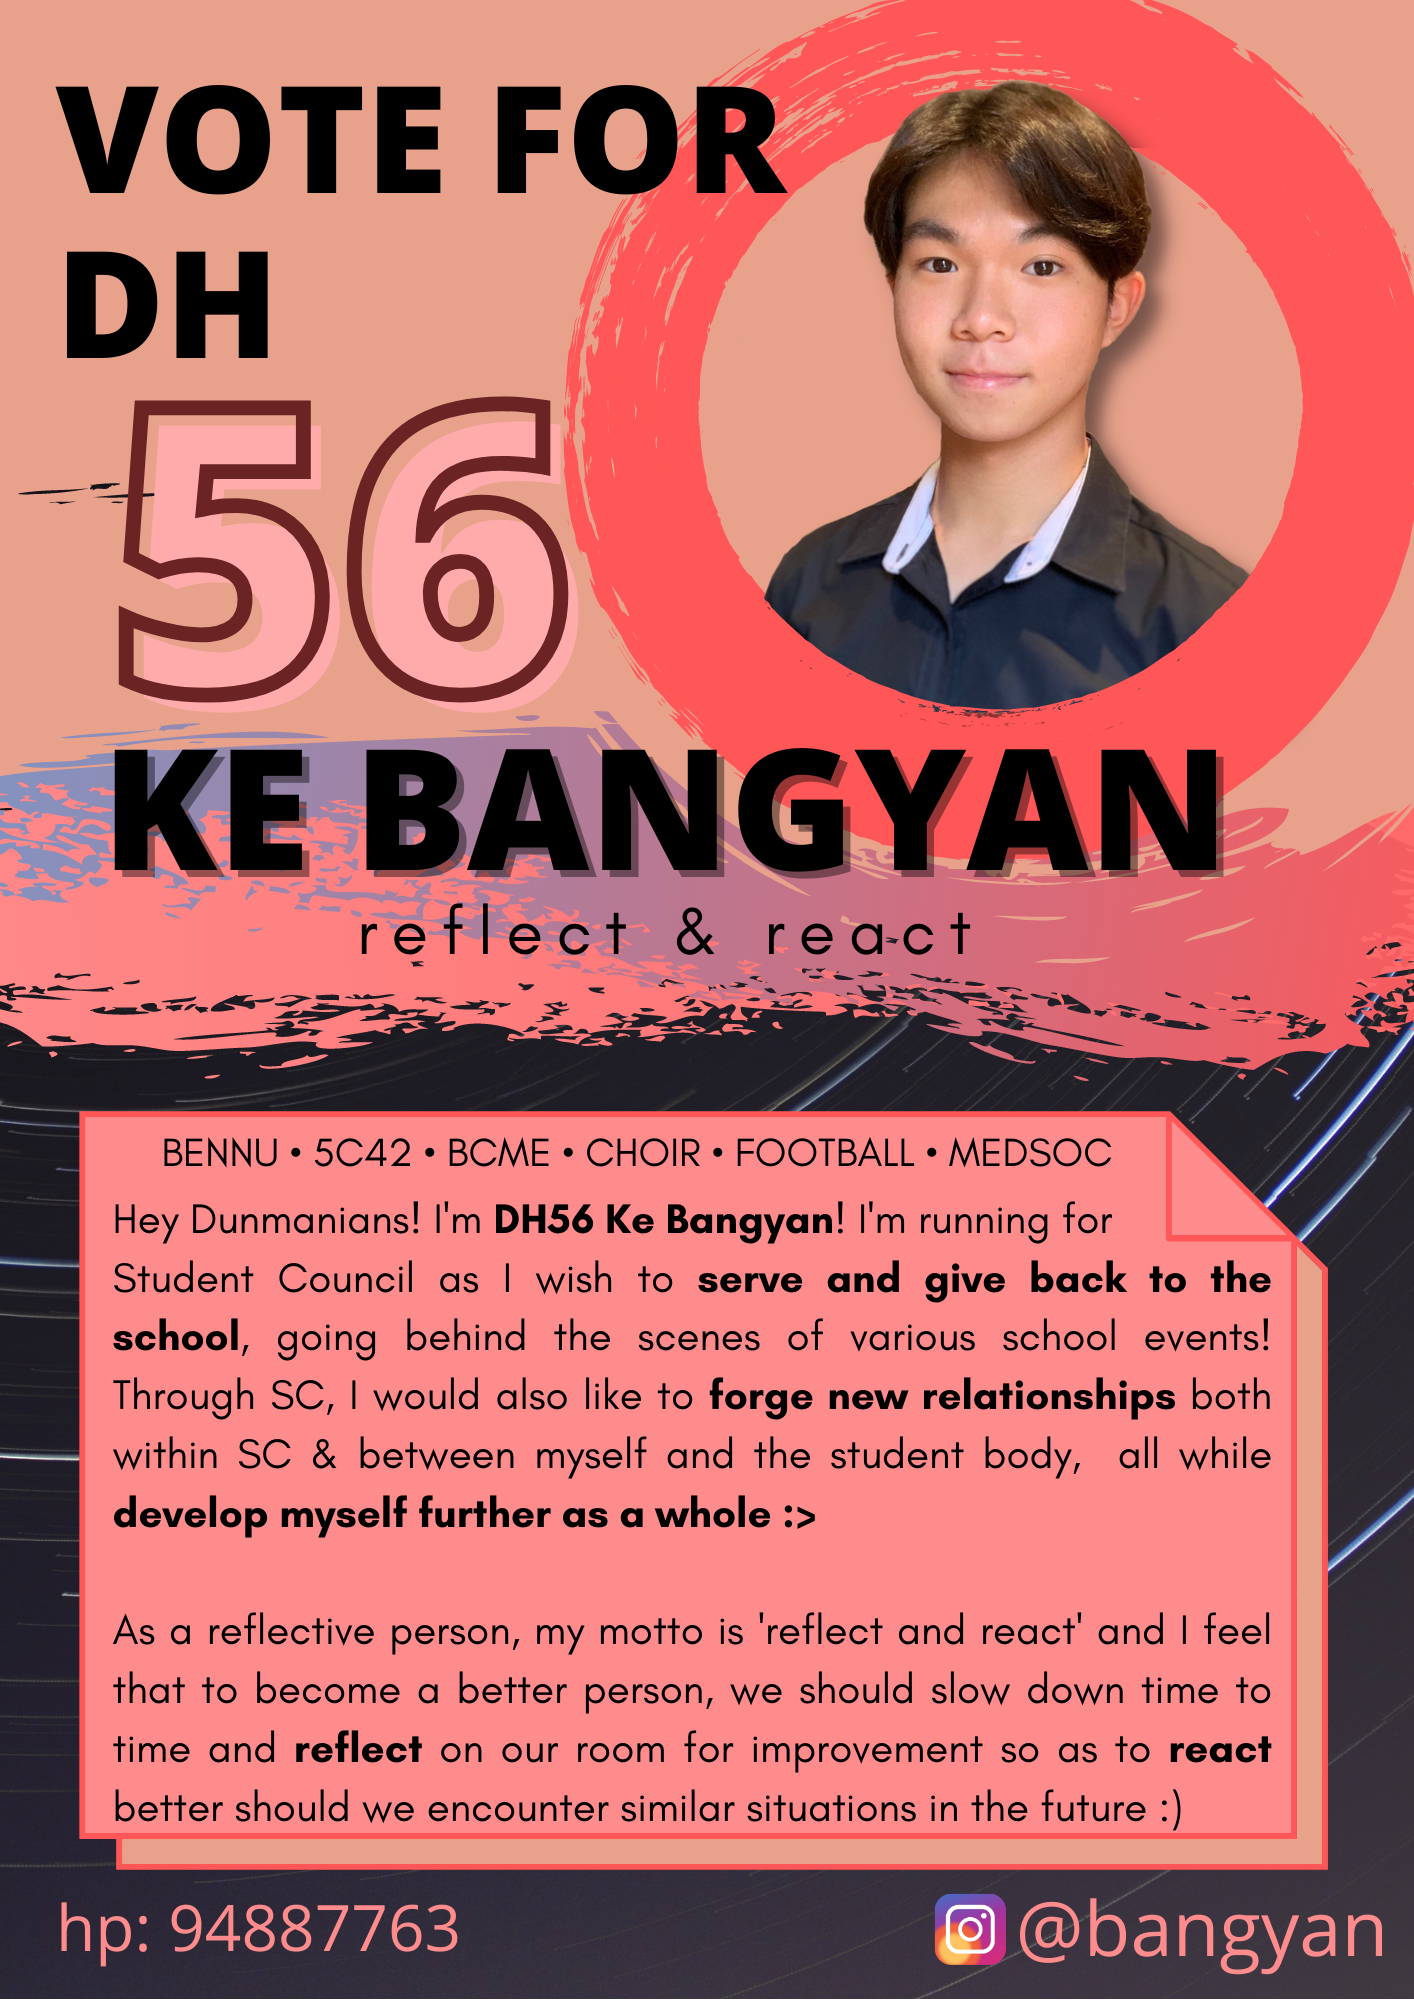 VOTE FOR
DH
56
KE BANGYAN
reflect & react
BENNU • 5C42 • BCME • CHOIR • FOOTBALL • MEDSOC
Hey Dunmanians! I'm DH56 Ke Bangyan! I'm running for
Student Council as I wish to serve and give back to the
school, going behind the scenes of various school events!
Through SC, I would also like to forge new relationships both
within SC & between myself and the student body, all while
develop myself further as a whole :>
As a reflective person, my motto is 'reflect and react' and I feel
that to become a better person, we should slow down time to
time and reflect on our room for improvement so as to react
better should we encounter similar situations in the future :)
hp: 94887763
@bangyan